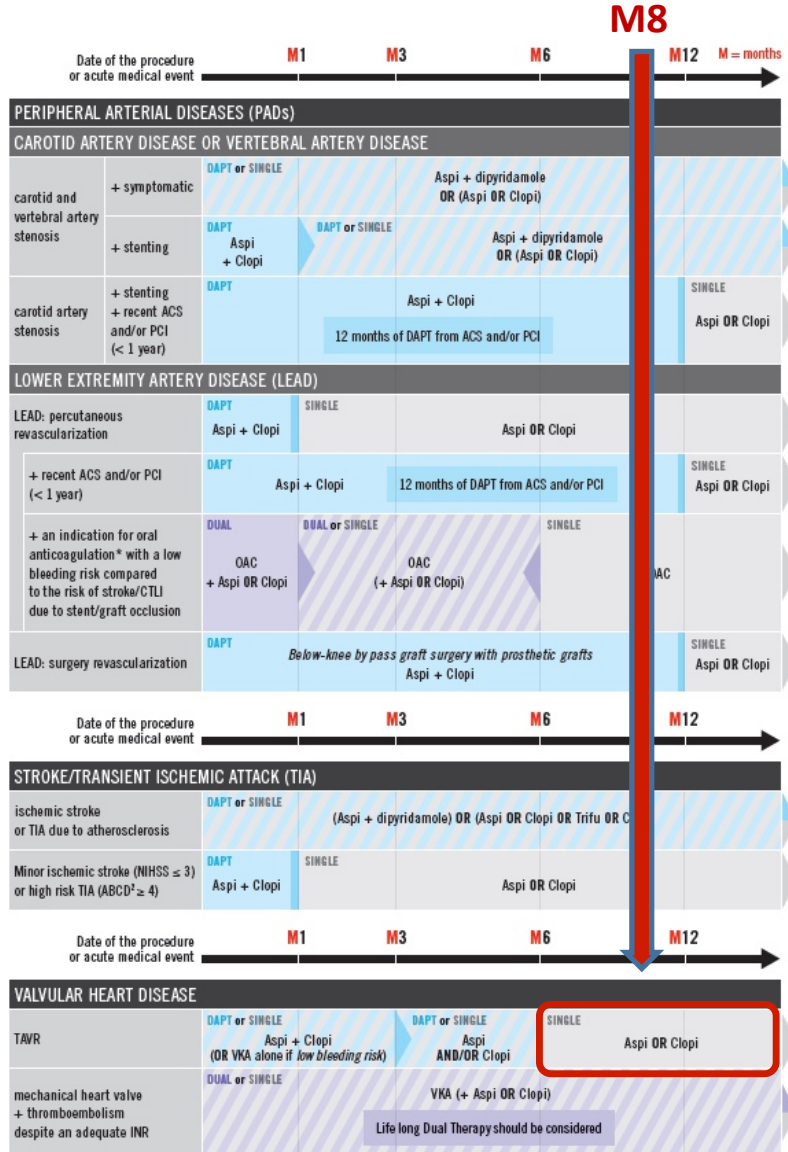 M8
Date of the procedure
or acute medical event
M1 M3 M6 M12 M = months
PERIPHERAL ARTERIAL DISEASES (PADs)
CAROTID ARTERY DISEASE OR VERTEBRAL ARTERY DISEASE
carotid and
vertebral artery
stenosis
+ symptomatic
DAPT or SINGLE
Aspi + dipyridamole
OR (Aspi OR Clopi)
+ stenting
DAPT
Aspi
+ Clopi
DAPT or SINGLE
Aspi + dipyridamole
OR (Aspi OR Clopi)
carotid artery
stenosis
+ stenting
+ recent ACS
and/or PCI
(< 1 year)
DAPT
Aspi + Clopi
12 months of DAPT from ACS and/or PCI
SINGLE
Aspi OR Clopi
LOWER EXTREMITY ARTERY DISEASE (LEAD)
LEAD: percutaneous
revascularization
DAPT
Aspi + Clopi
SINGLE
Aspi OR Clopi
+ recent ACS and/or PCI
(< 1 year)
DAPT
Aspi + Clopi
12 months of DAPT from ACS and/or PCI
SINGLE
Aspi OR Clopi
+ an indication for oral
anticoagulation* with a low
bleeding risk compared
to the risk of stroke/CTLI
due to stent/graft occlusion
DUAL
OAC
+ Aspi OR Clopi
DUAL or SINGLE
OAC
(+ Aspi OR Clopi)
SINGLE
LEAD: surgery revascularization
DAPT
Below-knee by pass graft surgery with prosthetic grafts
Aspi + Clopi
SINGLE
Aspi OR Clopi
Date of the procedure
or acute medical event
M1 M3 M6 M12
STROKE/TRANSIENT ISCHEMIC ATTACK (TIA)
ischemic stroke
or TIA due to atherosclerosis
DAPT or SINGLE
(Aspi + dipyridamole) OR (Aspi OR Clopi OR Trifu OR
Minor ischemic stroke (NIHSS ≤ 3)
or high risk TIA (ABCD² ≥ 4)
DAPT
Aspi + Clopi
SINGLE
Aspi OR Clopi
Date of the procedure
or acute medical event
M1 M3 M6 M12
VALVULAR HEART DISEASE
TAVR
DAPT or SINGLE
Aspi + Clopi
(OR VKA alone if low bleeding risk)
DAPT or SINGLE
Aspi
AND/OR Clopi
SINGLE
Aspi OR Clopi
mechanical heart valve
+ thromboembolism
despite an adequate INR
DUAL or SINGLE
VKA (+ Aspi OR Clopi)
Life long Dual Therapy should be considered